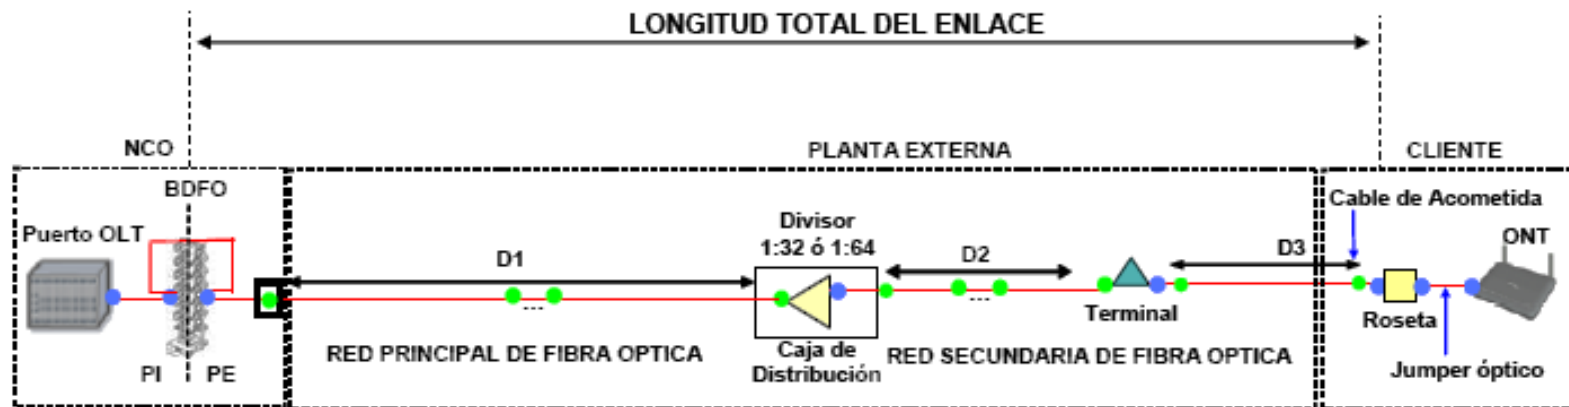 LONGITUD TOTAL DEL ENLACE
NCO
PLANTA EXTERNA
CLIENTE
BDFO
Puerto OLT
PI
PE
D1
...
RED PRINCIPAL DE FIBRA OPTICA
Divisor
1:32 ó 1:64
Caja de
Distribución
D2
...
Terminal
RED SECUNDARIA DE FIBRA OPTICA
D3
Cable de Acometida
ONT
Roseta
Jumper óptico